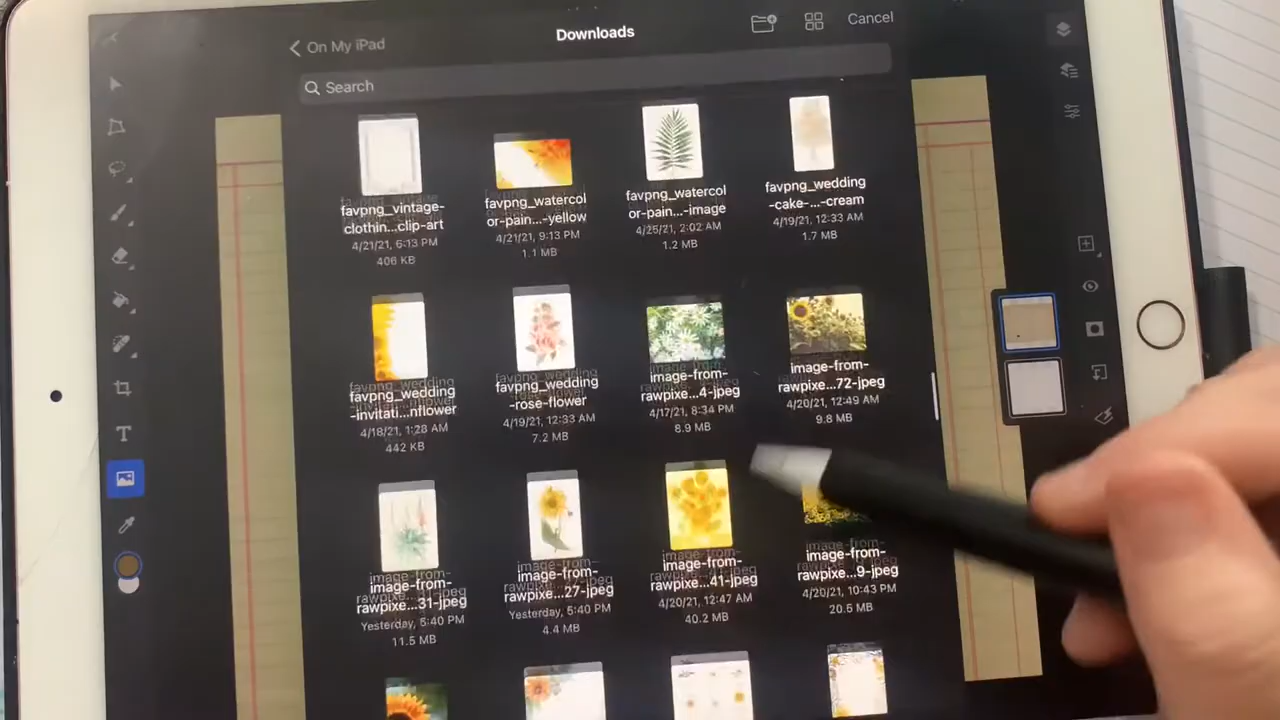 Downloads
On My iPad
Cancel
Search
favpng_vintage-
clothin...clip-art
4/21/21, 6:13 PM
406 KB
favpng_watercol
or-pain...-yellow
4/21/21, 9:13 PM
1.1 MB
favpng_watercol
or-pain...-image
4/25/21, 2:02 AM
1.2 MB
favpng_wedding
-cake-...-cream
4/19/21, 12:33 AM
1.7 MB
favpng_wedding
-invitati...nflower
4/18/21, 1:28 AM
442 KB
favpng_wedding
-rose-flower
4/19/21, 12:33 AM
7.2 MB
image-from-
rawpixe...4-jpeg
4/17/21, 8:34 PM
8.9 MB
image-from-
rawpixe...72-jpeg
4/20/21, 12:49 AM
9.8 MB
image-from-
rawpixe...31-jpeg
Yesterday, 5:40 PM
11.5 MB
image-from-
rawpixe...27-jpeg
Yesterday, 5:40 PM
4.4 MB
image-from-
rawpixe...41-jpeg
4/20/21, 12:47 AM
40.2 MB
image-from-
rawpixe...9-jpeg
4/20/21, 10:43 PM
20.5 MB